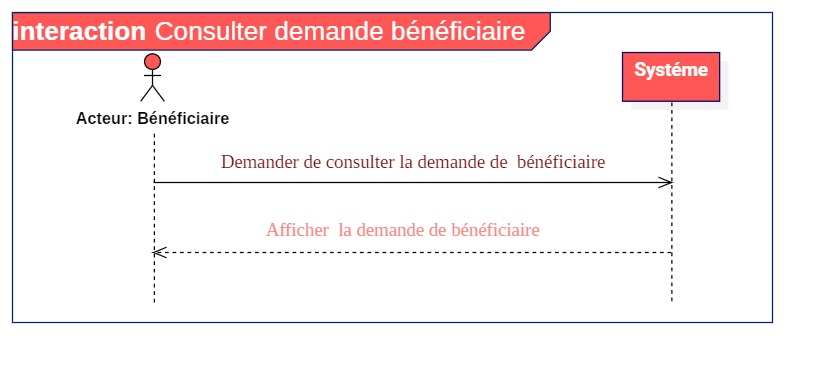 interaction Consulter demande bénéficiaire
Systéme
Acteur: Bénéficiaire
Demander de consulter la demande de  bénéficiaire
Afficher  la demande de bénéficiaire